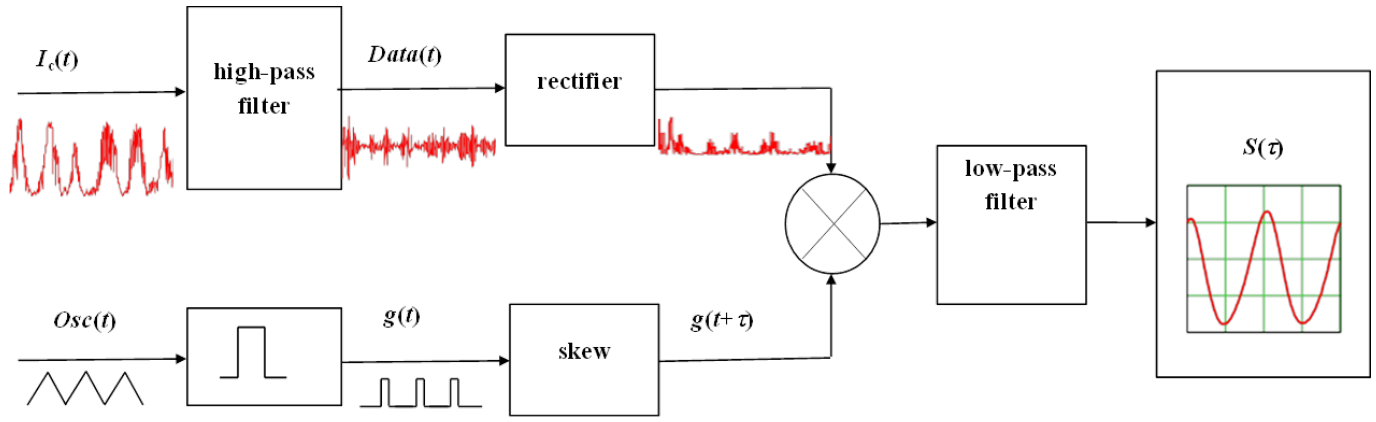 I_c(t)
high-pass
filter
Data(t)
rectifier
Osc(t)
g(t)
skew
g(t+τ)
low-pass
filter
S(τ)